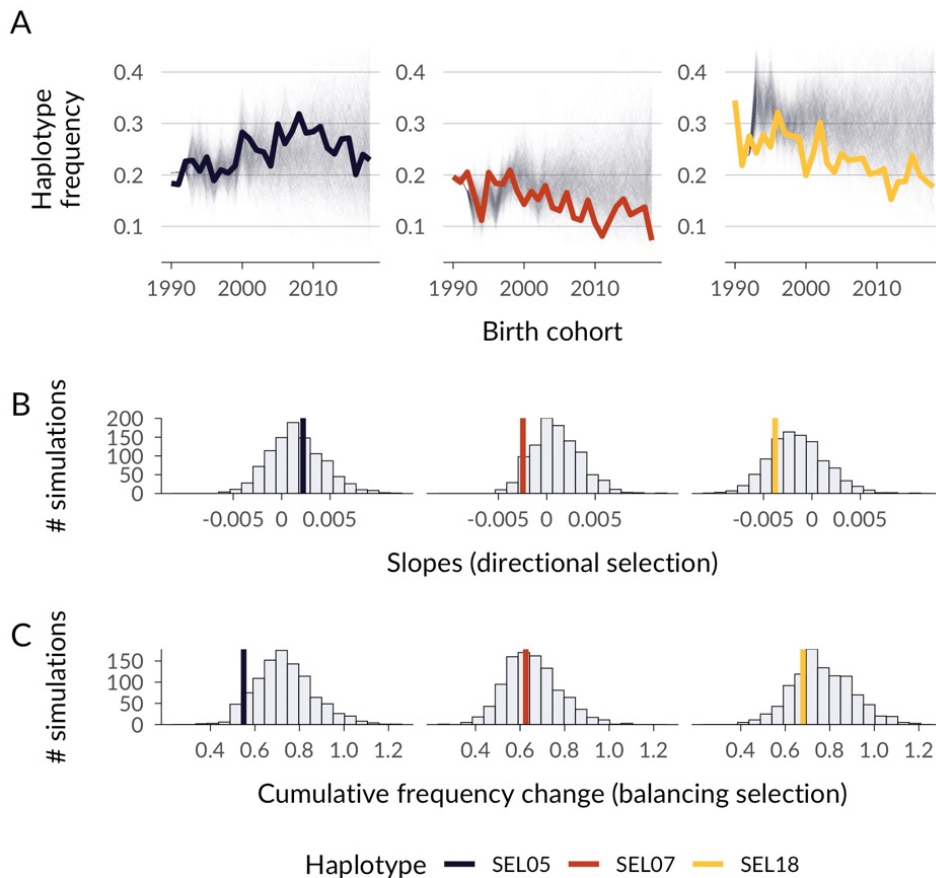 A
Haplotype
frequency
0.4 0.4 0.4
0.3 0.3 0.3
0.2 0.2 0.2
0.1 0.1 0.1
1990 2000 2010 1990 2000 2010 1990 2000 2010
Birth cohort
B
# simulations
200
150
100
50
0
-0.005 0 0.005 -0.005 0 0.005 -0.005 0 0.005
Slopes (directional selection)
C
# simulations
150
100
50
0
0.4 0.6 0.8 1.0 1.2 0.4 0.6 0.8 1.0 1.2 0.4 0.6 0.8 1.0 1.2
Cumulative frequency change (balancing selection)
Haplotype SEL05 SEL07 SEL18